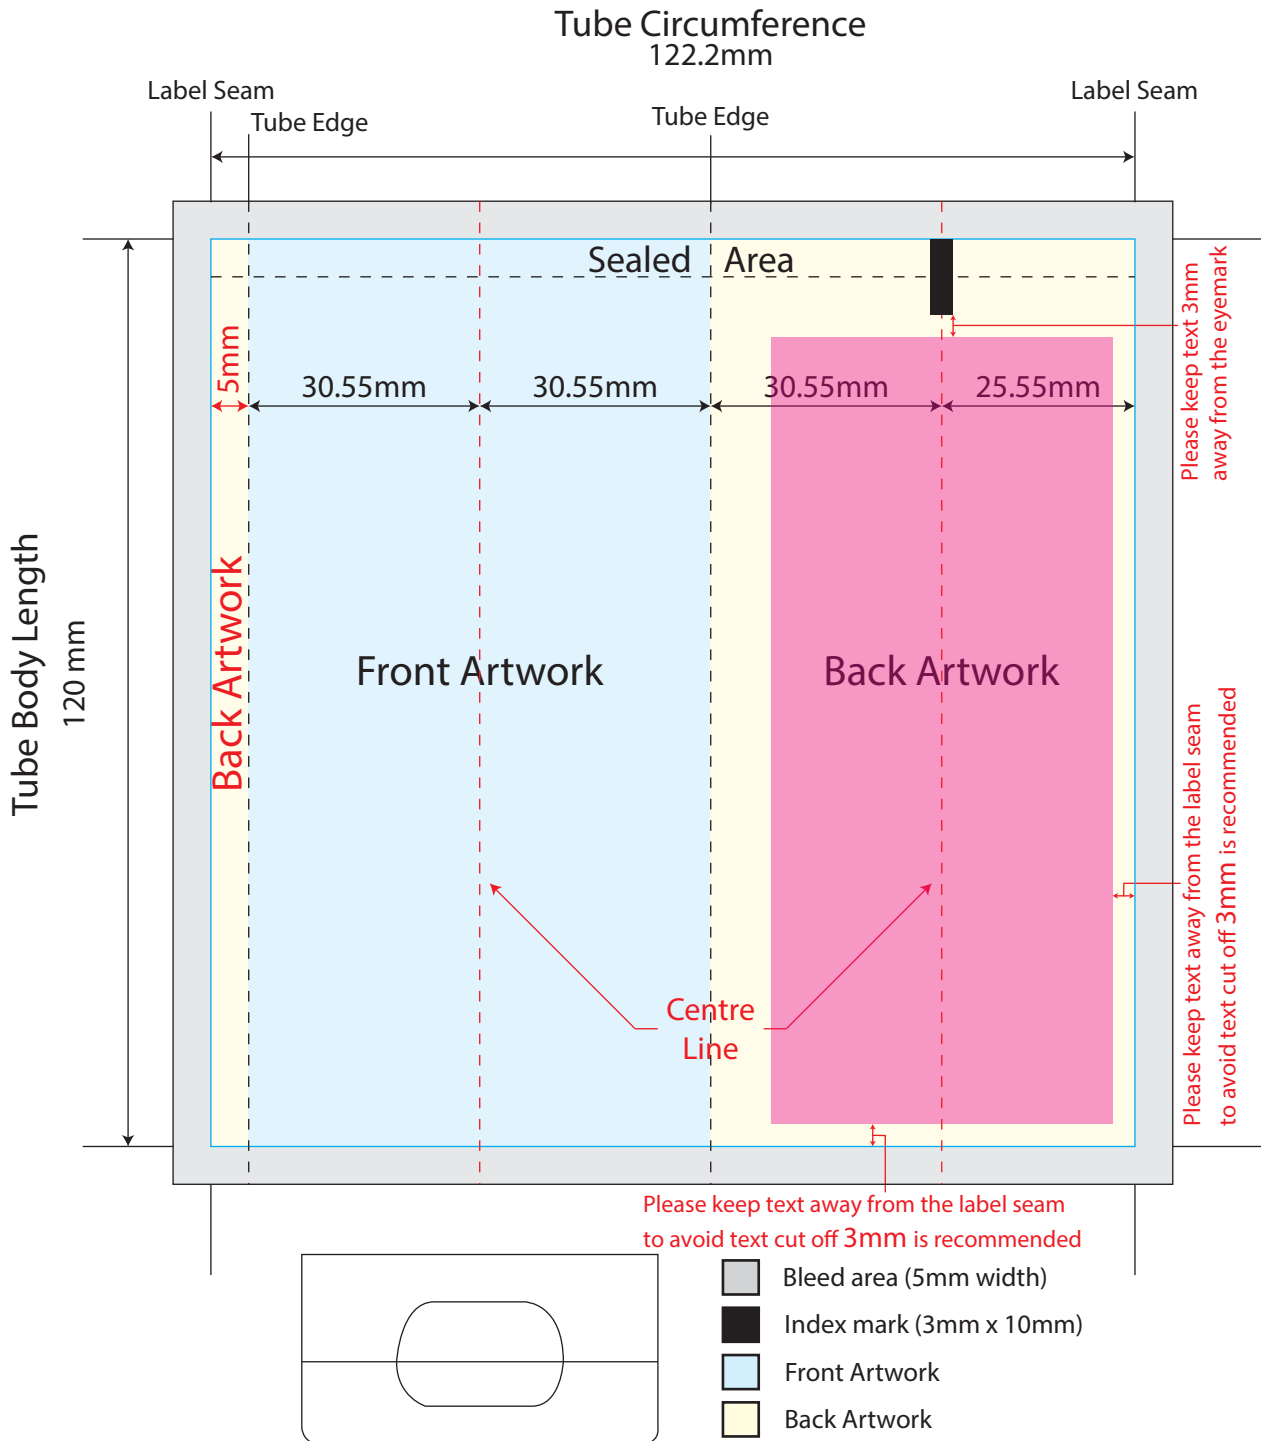 Tube Circumference
122.2mm
Label Seam
Label Seam
Tube Edge
Tube Edge
Sealed Area
Please keep text 3mm
away from the eyemark
5mm
30.55mm
30.55mm
30.55mm
25.55mm
Tube Body Length
120 mm
Back Artwork
Front Artwork
Back Artwork
Please keep text away from the label seam
to avoid text cut off 3mm is recommended
Centre
Line
Please keep text away from the label seam
to avoid text cut off 3mm is recommended
Bleed area (5mm width)
Index mark (3mm x 10mm)
Front Artwork
Back Artwork